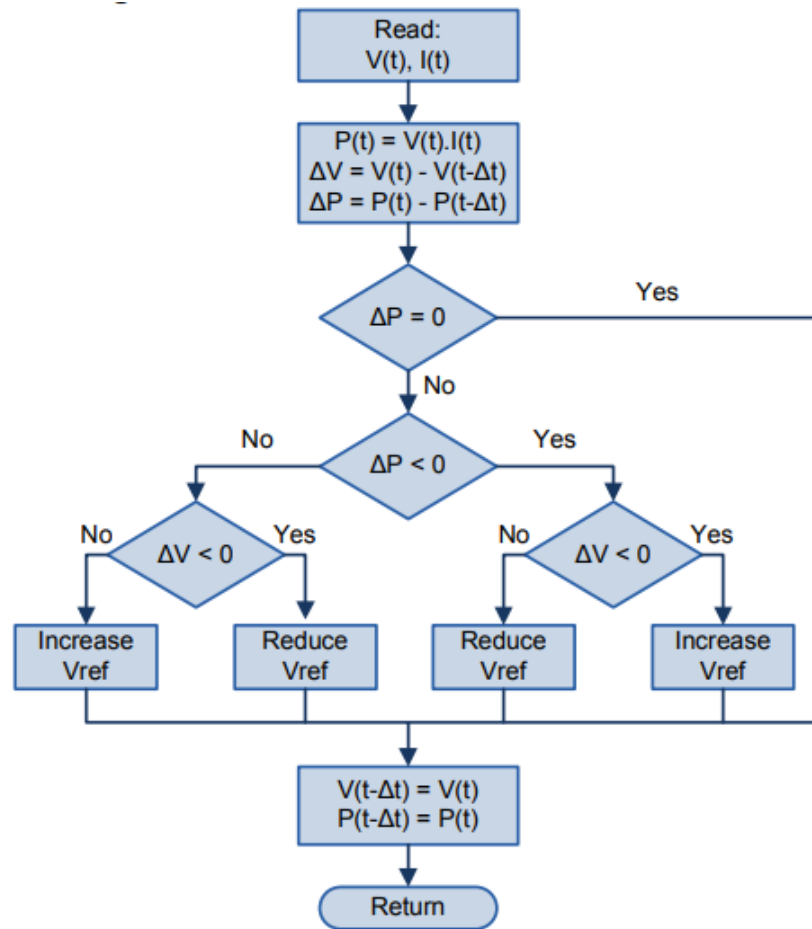 Read:
V(t), I(t)
P(t) = V(t).I(t)
ΔV = V(t) - V(t-Δt)
ΔP = P(t) - P(t-Δt)
ΔP = 0
Yes
No
ΔP < 0
No
Yes
ΔV < 0
No
Yes
ΔV < 0
No
Yes
Increase
Vref
Reduce
Vref
Reduce
Vref
Increase
Vref
V(t-Δt) = V(t)
P(t-Δt) = P(t)
Return